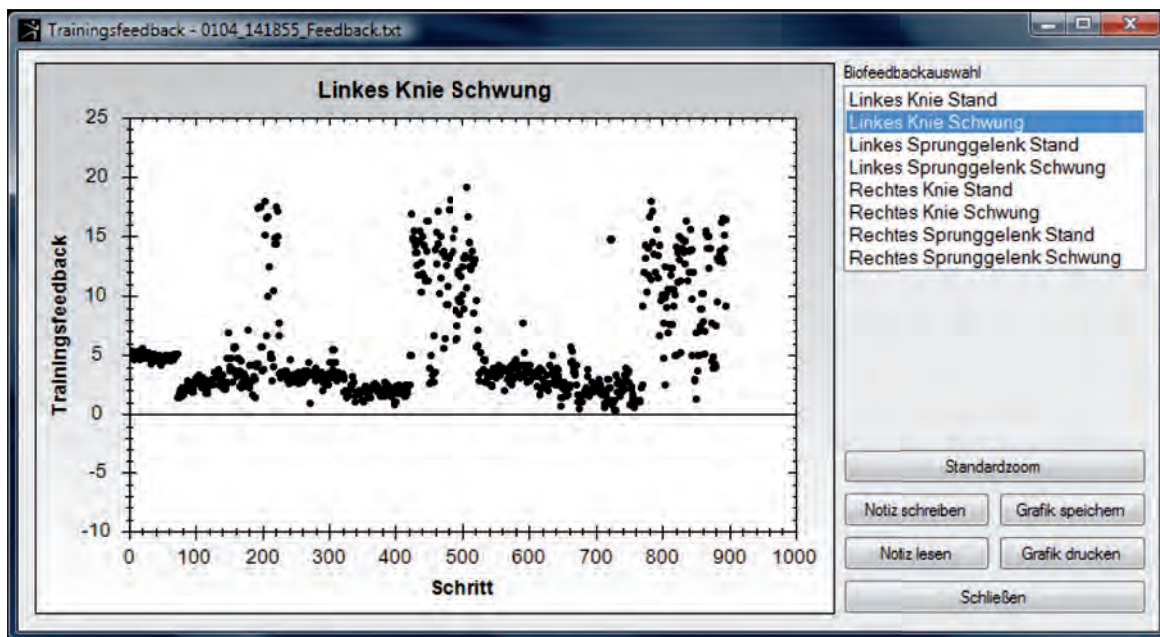 Trainingsfeedback - 0104_141855_Feedback.txt
Linkes Knie Schwung
25
20
15
10
5
0
-5
-10
Trainingsfeedback
0 100 200 300 400 500 600 700 800 900 1000
Schritt
Biofeedbackauswahl
Linkes Knie Stand
Linkes Knie Schwung
Linkes Sprunggelenk Stand
Linkes Sprunggelenk Schwung
Rechtes Knie Stand
Rechtes Knie Schwung
Rechtes Sprunggelenk Stand
Rechtes Sprunggelenk Schwung
Standardzoom
Notiz schreiben Grafik speichern
Notiz lesen Grafik drucken
Schließen